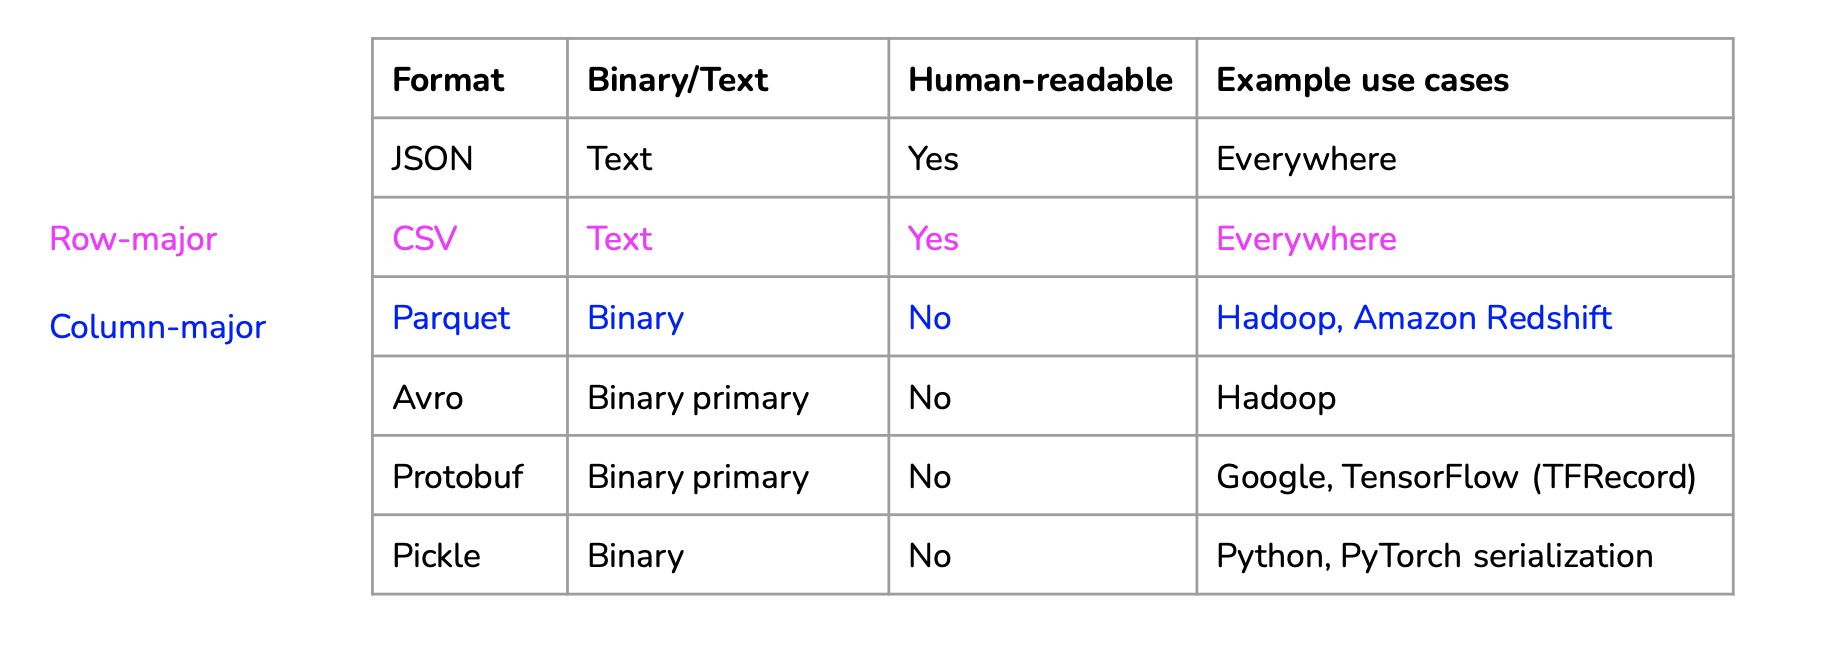 Format Binary/Text Human-readable Example use cases
JSON Text Yes Everywhere
Row-major CSV Text Yes Everywhere
Column-major Parquet Binary No Hadoop, Amazon Redshift
Avro Binary primary No Hadoop
Protobuf Binary primary No Google, TensorFlow (TFRecord)
Pickle Binary No Python, PyTorch serialization